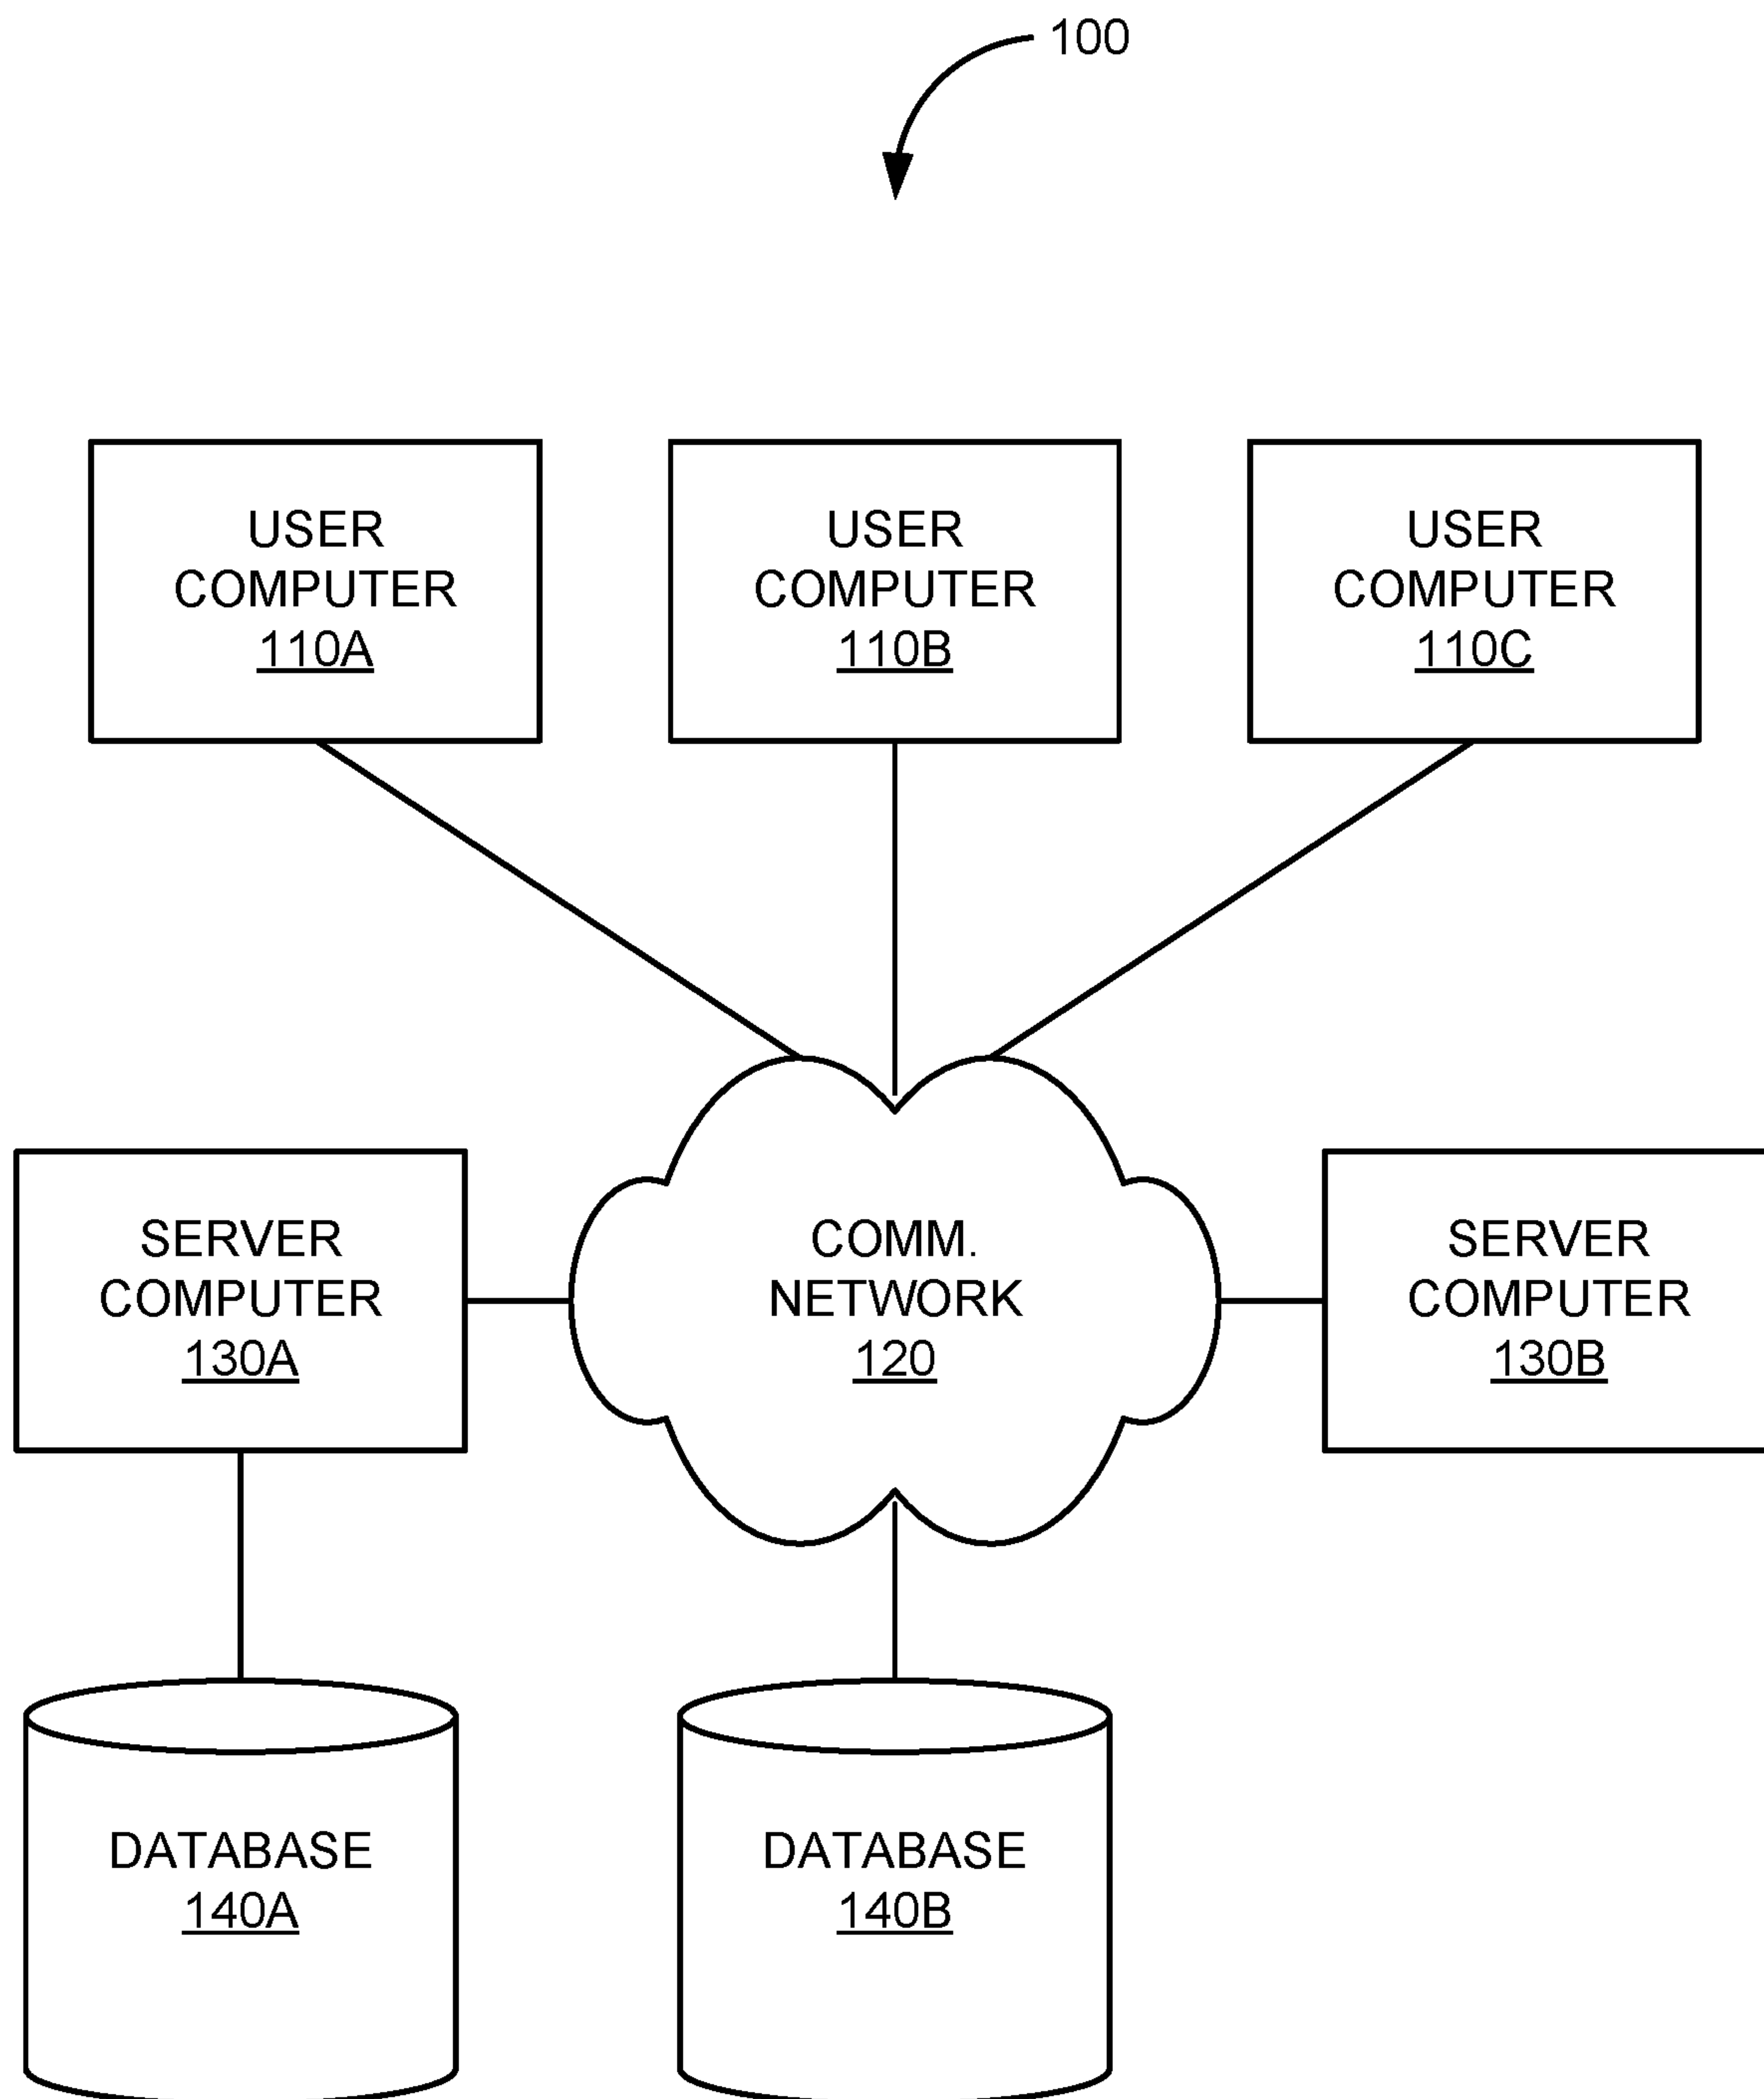 100
USER
COMPUTER
110A
USER
COMPUTER
110B
USER
COMPUTER
110C
SERVER
COMPUTER
130A
COMM.
NETWORK
120
SERVER
COMPUTER
130B
DATABASE
140A
DATABASE
140B